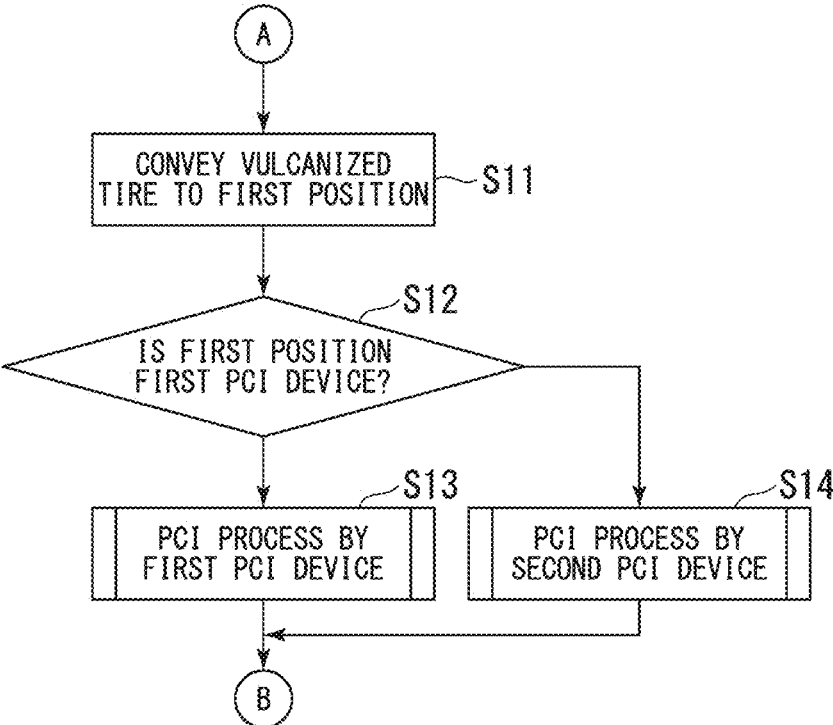 A
CONVEY VULCANIZED
TIRE TO FIRST POSITION
S11
S12
IS FIRST POSITION
FIRST PCI DEVICE?
S13
PCI PROCESS BY
FIRST PCI DEVICE
S14
PCI PROCESS BY
SECOND PCI DEVICE
B